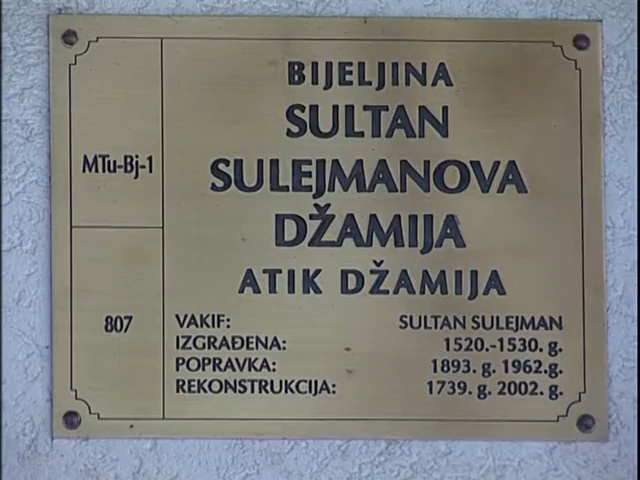 BIJELJINA
SULTAN
SULEJMANOVA
DŽAMIJA
ATIK DŽAMIJA
MTu-Bj-1
807
VAKIF: SULTAN SULEJMAN
IZGRAĐENA: 1520.-1530. g.
POPRAVKA: 1893. g. 1962.g.
REKONSTRUKCIJA: 1739. g. 2002. g.